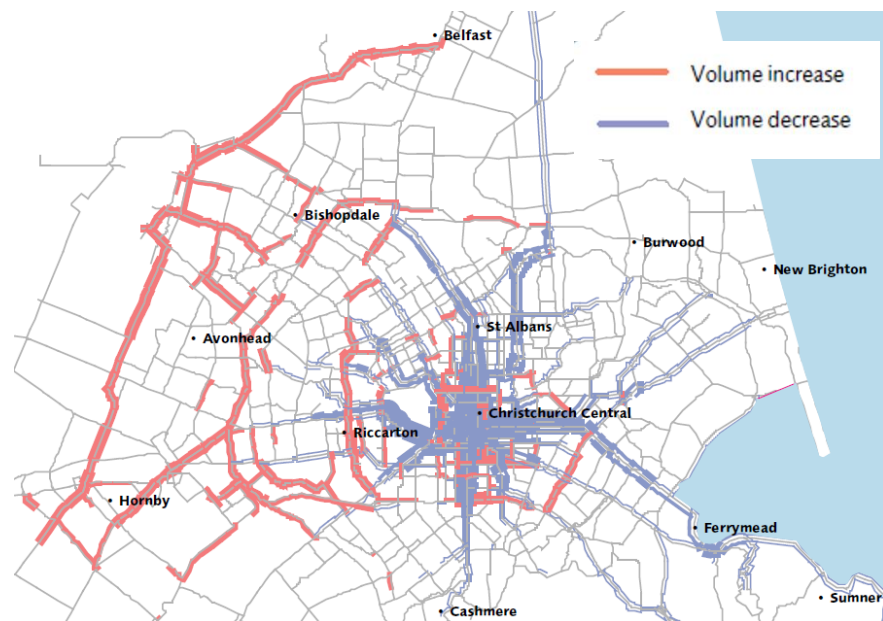 Belfast
Volume increase
Volume decrease
Bishopdale
Burwood
New Brighton
St Albans
Avonhead
Christchurch Central
Riccarton
Hornby
Ferrymead
Sumner
Cashmere